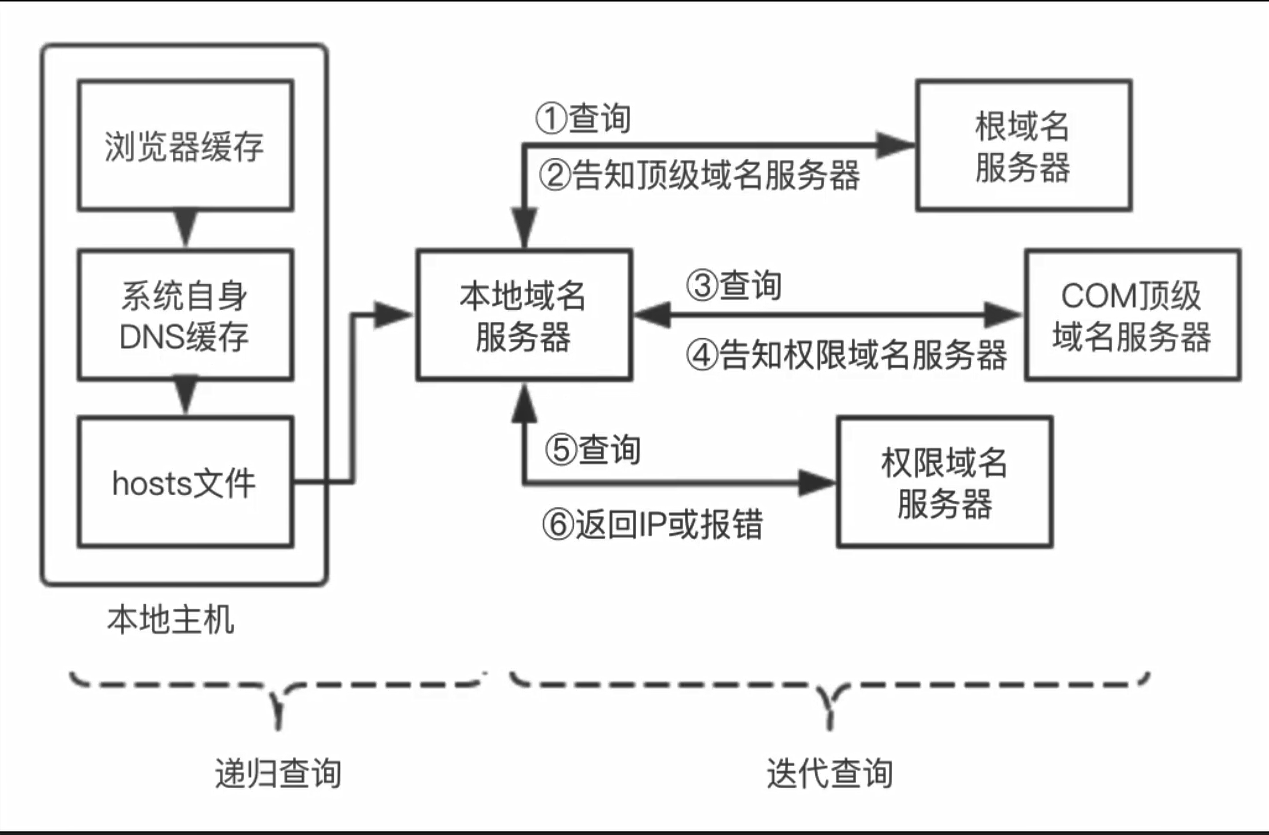 浏览器缓存
系统自身
DNS缓存
hosts文件
本地主机
本地域名
服务器
①查询
②告知顶级域名服务器
根域名
服务器
③查询
④告知权限域名服务器
COM顶级
域名服务器
⑤查询
⑥返回IP或报错
权限域名
服务器
递归查询
迭代查询